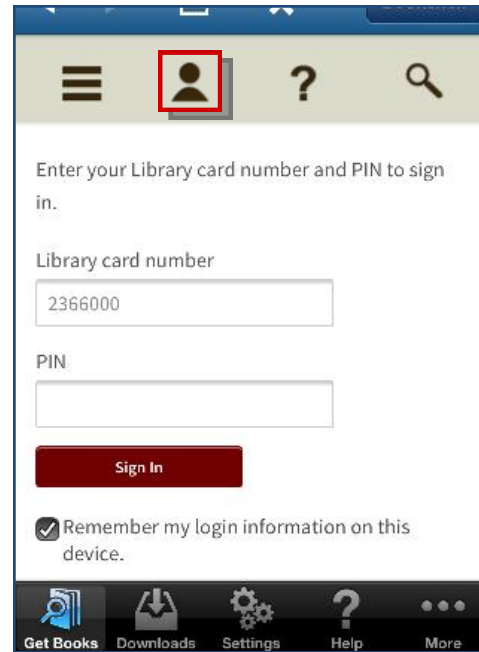 ?
Enter your Library card number and PIN to sign
in.
Library card number
2366000
PIN
Sign In
Remember my login information on this
device.
?
Get Books Downloads Settings Help More